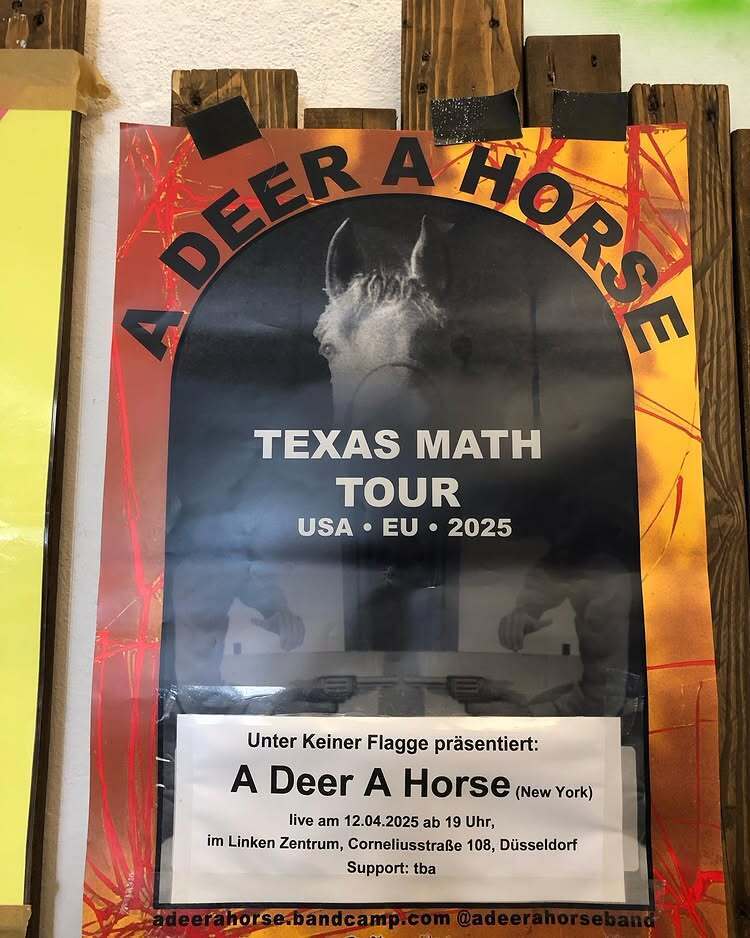 A DEER A HORSE
TEXAS MATH
TOUR
USA • EU • 2025
Unter Keiner Flagge präsentiert:
A Deer A Horse (New York)
live am 12.04.2025 ab 19 Uhr,
im Linken Zentrum, Corneliusstraße 108, Düsseldorf
Support: tba
adeerahorse.bandcamp.com @adeerahorseband